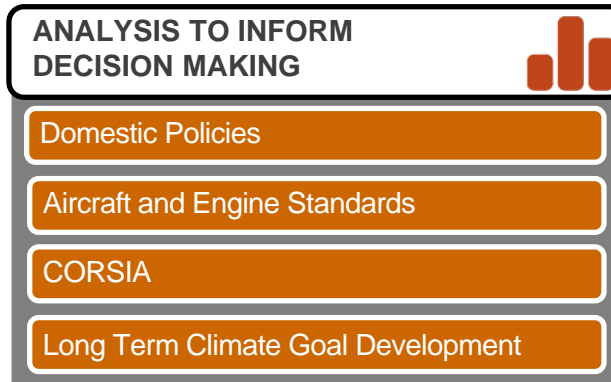 ANALYSIS TO INFORM
DECISION MAKING
Domestic Policies
Aircraft and Engine Standards
CORSIA
Long Term Climate Goal Development